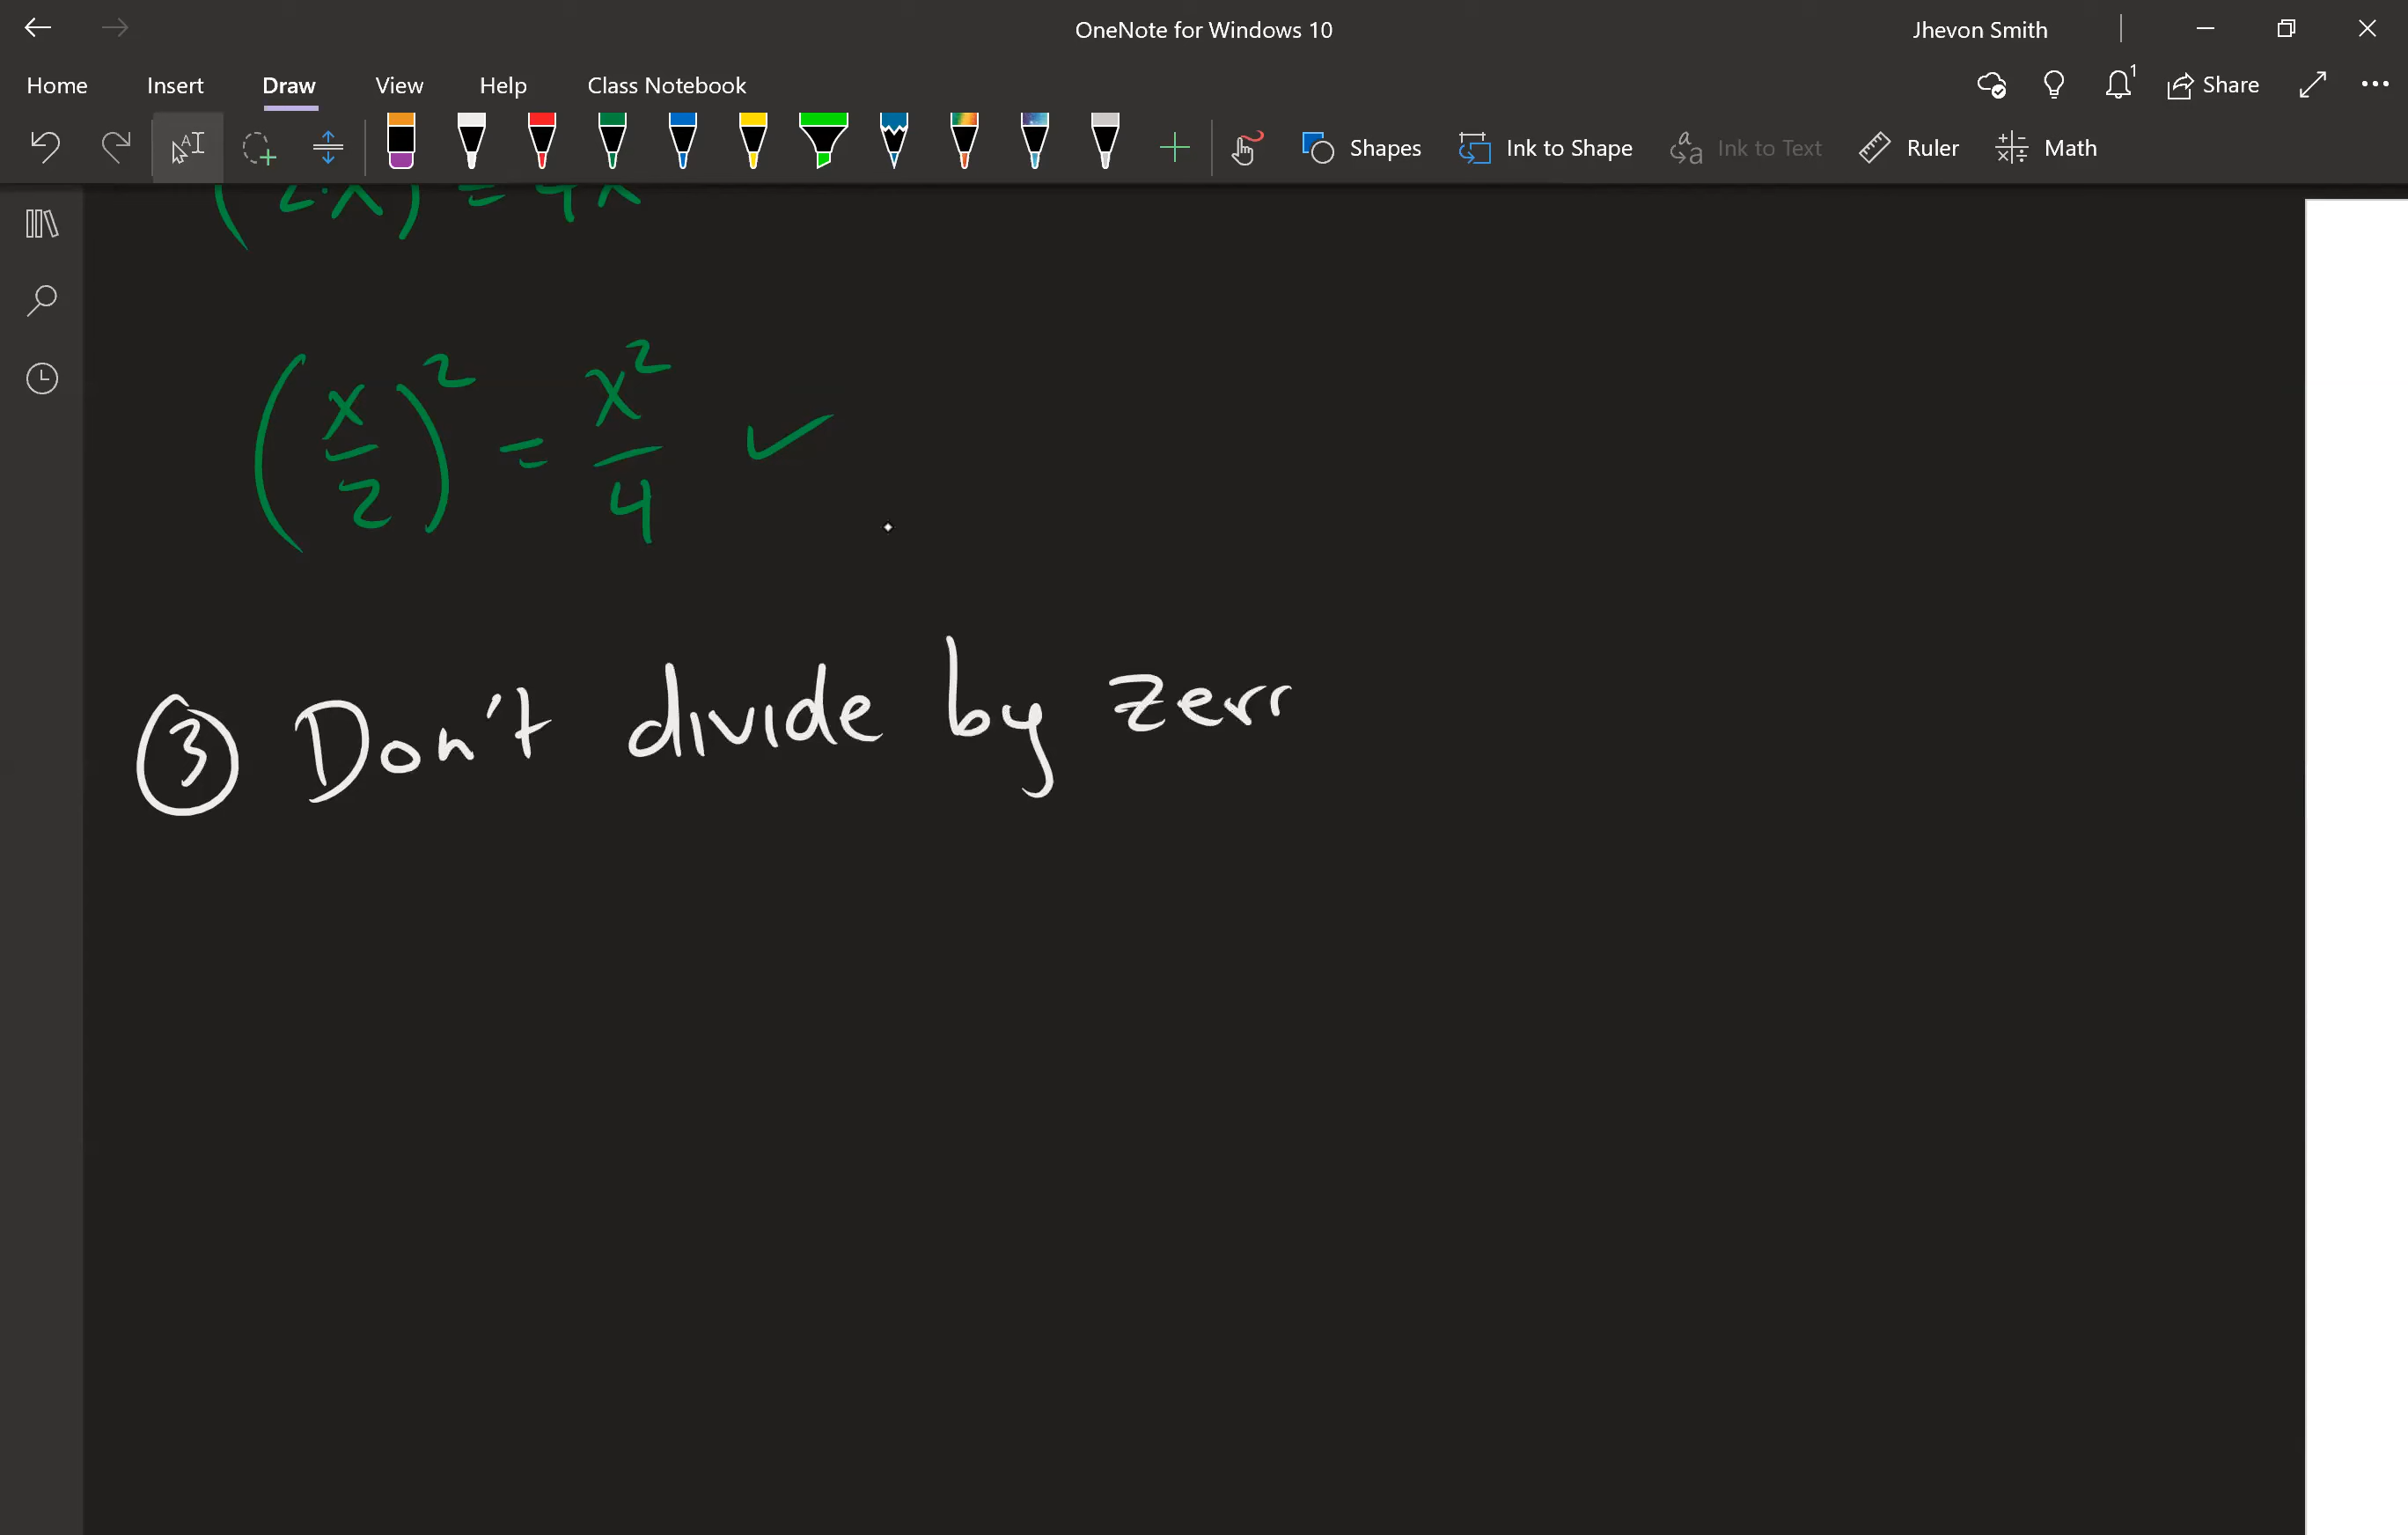 OneNote for Windows 10
Jhevon Smith
Home Insert Draw View Help Class Notebook
1 Share
Shapes Ink to Shape Ink to Text Ruler Math
(x/2)² = x²/4 ✓
③ Don't divide by zerr